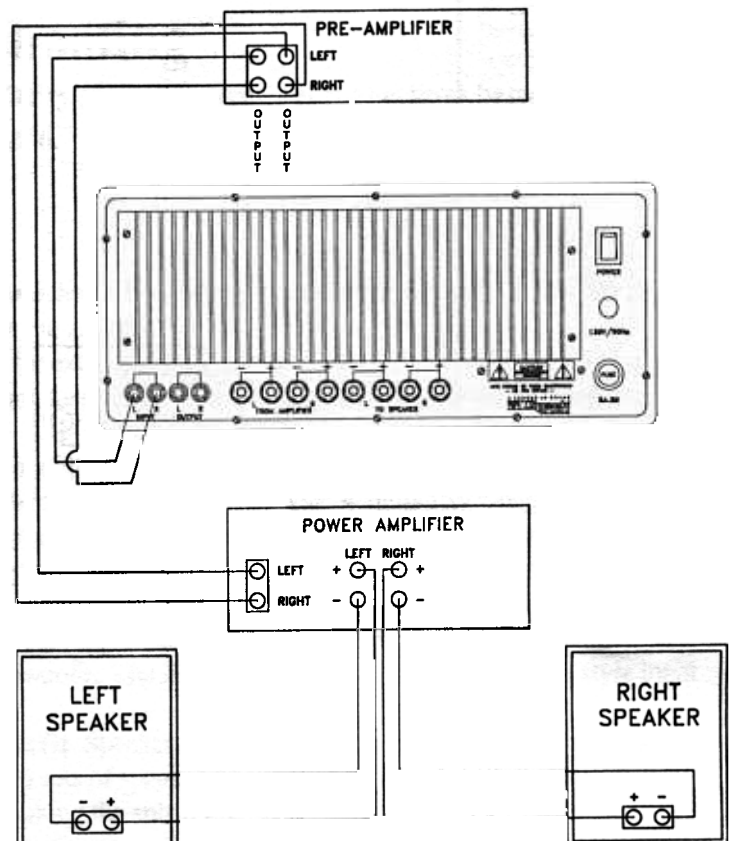 PRE-AMPLIFIER
LEFT
RIGHT
OUTPUT
OUTPUT
POWER
FUSE
- + - + - + - +
L FROM AMPLIFIER R
L TO SPEAKER R
L R
INPUT
L R
OUTPUT
POWER AMPLIFIER
LEFT RIGHT
LEFT + +
RIGHT - -
LEFT
SPEAKER
- +
RIGHT
SPEAKER
+ -